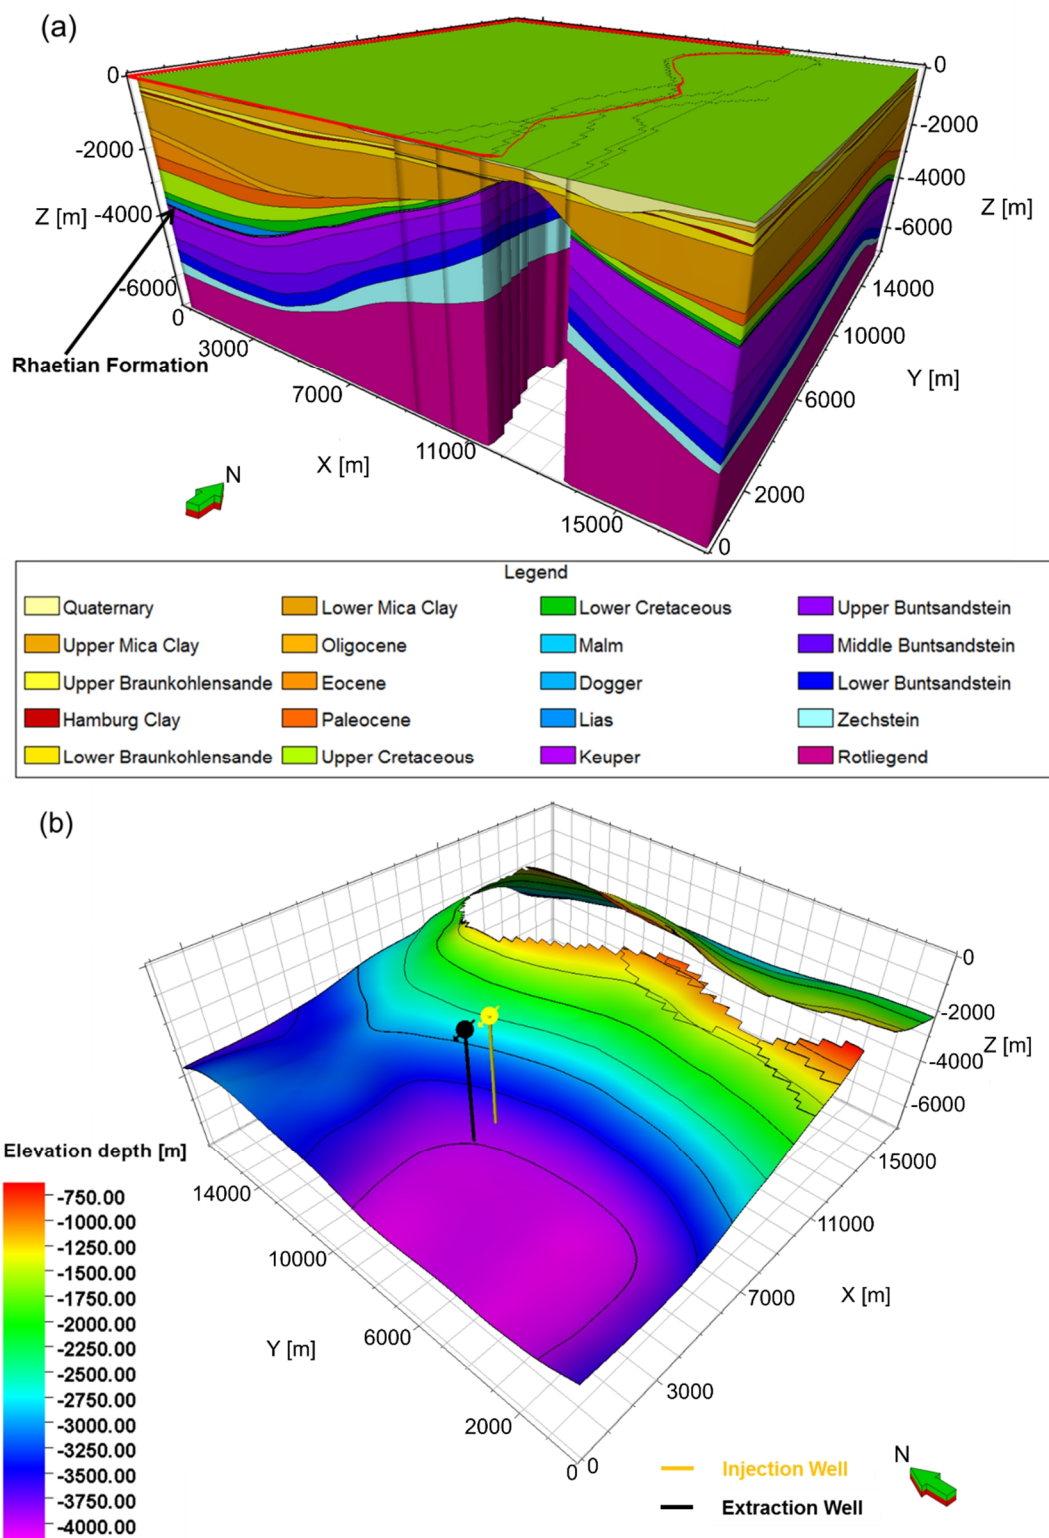 (a)
0
-2000
Z [m]
-4000
-6000
Rhaetian Formation
0
3000
7000
X [m]
11000
15000
0
-2000
-4000
-6000
Z [m]
14000
10000
Y [m]
6000
2000
0
N
Legend
Quaternary Lower Mica Clay Lower Cretaceous Upper Buntsandstein
Upper Mica Clay Oligocene Malm Middle Buntsandstein
Upper Braunkohlensande Eocene Dogger Lower Buntsandstein
Hamburg Clay Paleocene Lias Zechstein
Lower Braunkohlensande Upper Cretaceous Keuper Rotliegend
(b)
0
-2000
-4000
Z [m]
-6000
15000
11000
X [m]
7000
3000
0
14000
10000
Y [m]
6000
2000
0
Elevation depth [m]
-750.00
-1000.00
-1250.00
-1500.00
-1750.00
-2000.00
-2250.00
-2500.00
-2750.00
-3000.00
-3250.00
-3500.00
-3750.00
-4000.00
N
Injection Well
Extraction Well